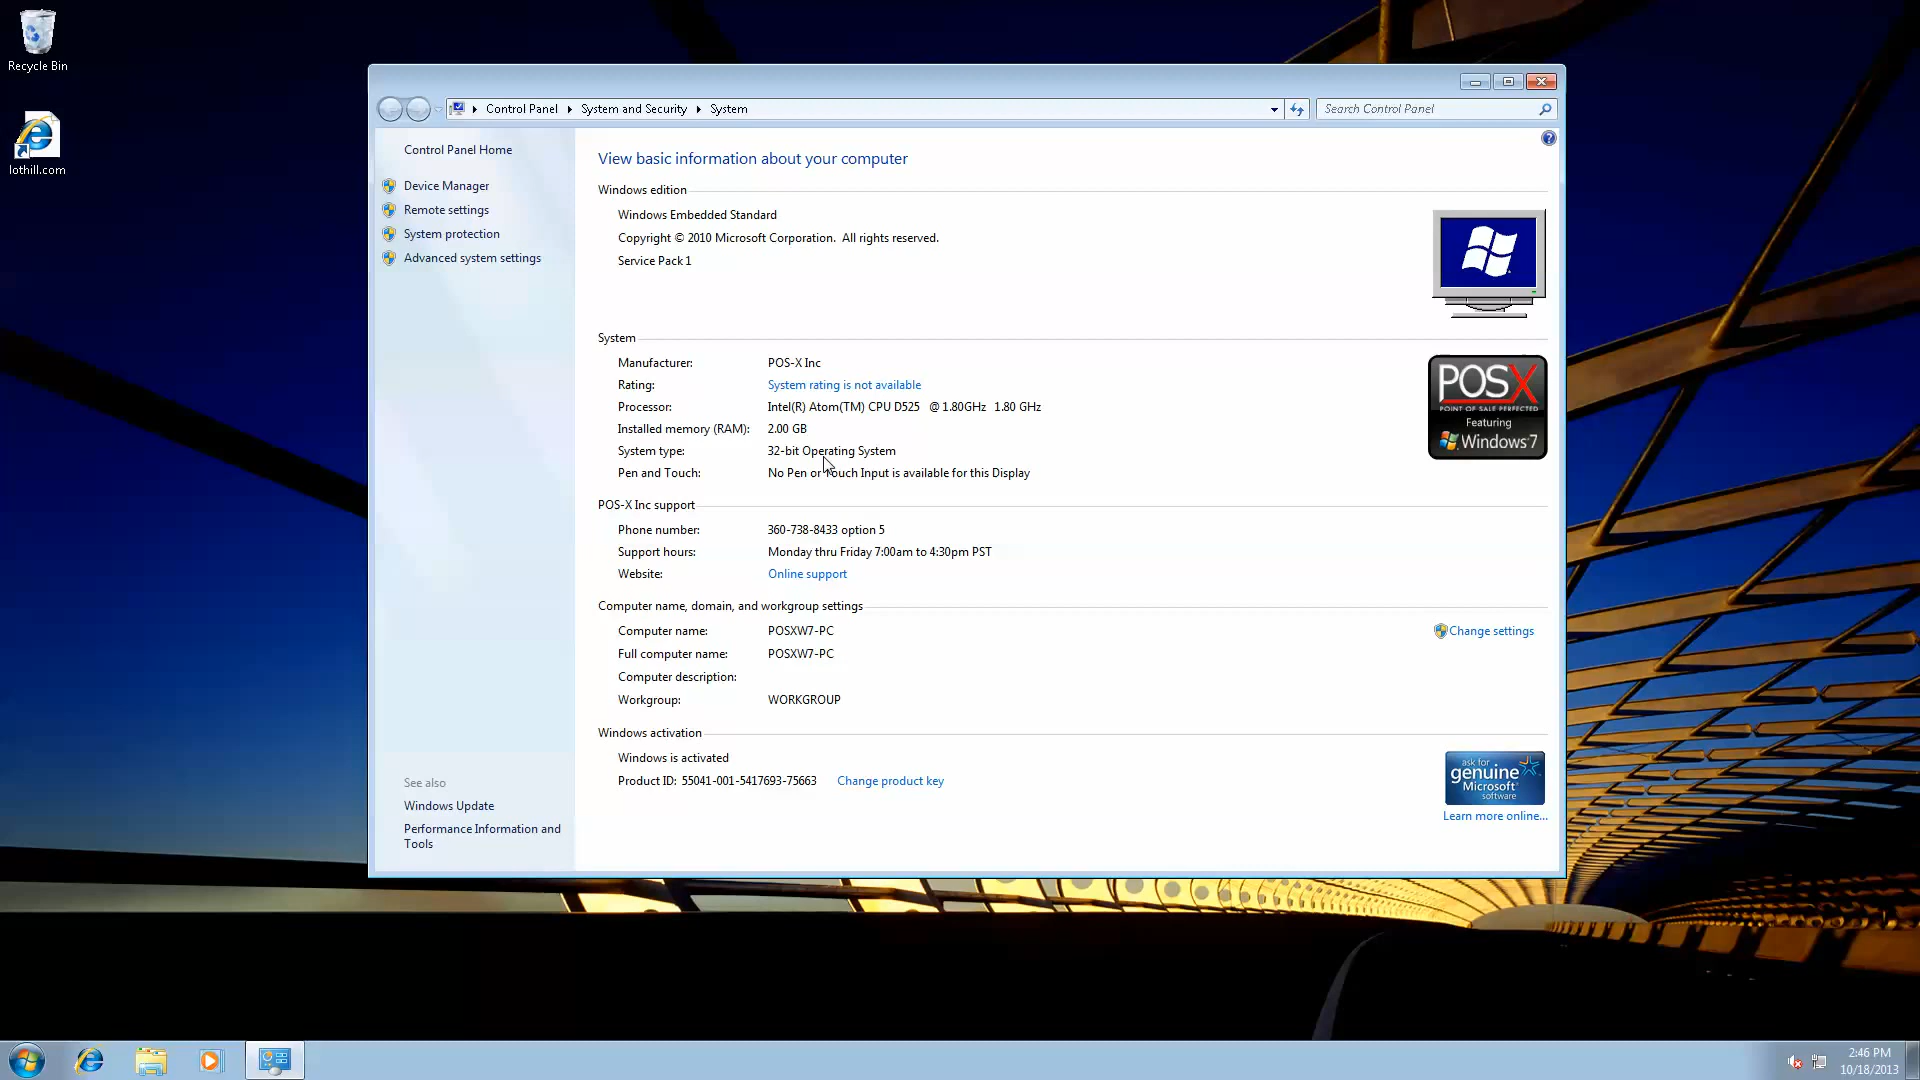 Recycle Bin
lothill.com
Control Panel
System and Security
System
Search Control Panel
Control Panel Home
Device Manager
Remote settings
System protection
Advanced system settings
See also
Windows Update
Performance Information and
Tools
View basic information about your computer
Windows edition
Windows Embedded Standard
Copyright © 2010 Microsoft Corporation.  All rights reserved.
Service Pack 1
System
Manufacturer: POS-X Inc
Rating: System rating is not available
Processor: Intel(R) Atom(TM) CPU D525   @ 1.80GHz   1.80 GHz
Installed memory (RAM): 2.00 GB
System type: 32-bit Operating System
Pen and Touch: No Pen or Touch Input is available for this Display
POSX
POINT OF SALE PERFECTED
Featuring
Windows 7
POS-X Inc support
Phone number: 360-738-8433 option 5
Support hours: Monday thru Friday 7:00am to 4:30pm PST
Website: Online support
Computer name, domain, and workgroup settings
Computer name: POSXW7-PC
Change settings
Full computer name: POSXW7-PC
Computer description:
Workgroup: WORKGROUP
Windows activation
Windows is activated
Product ID: 55041-001-5417693-75663
Change product key
ask for
genuine
Microsoft
software
Learn more online...
2:46 PM
10/18/2013